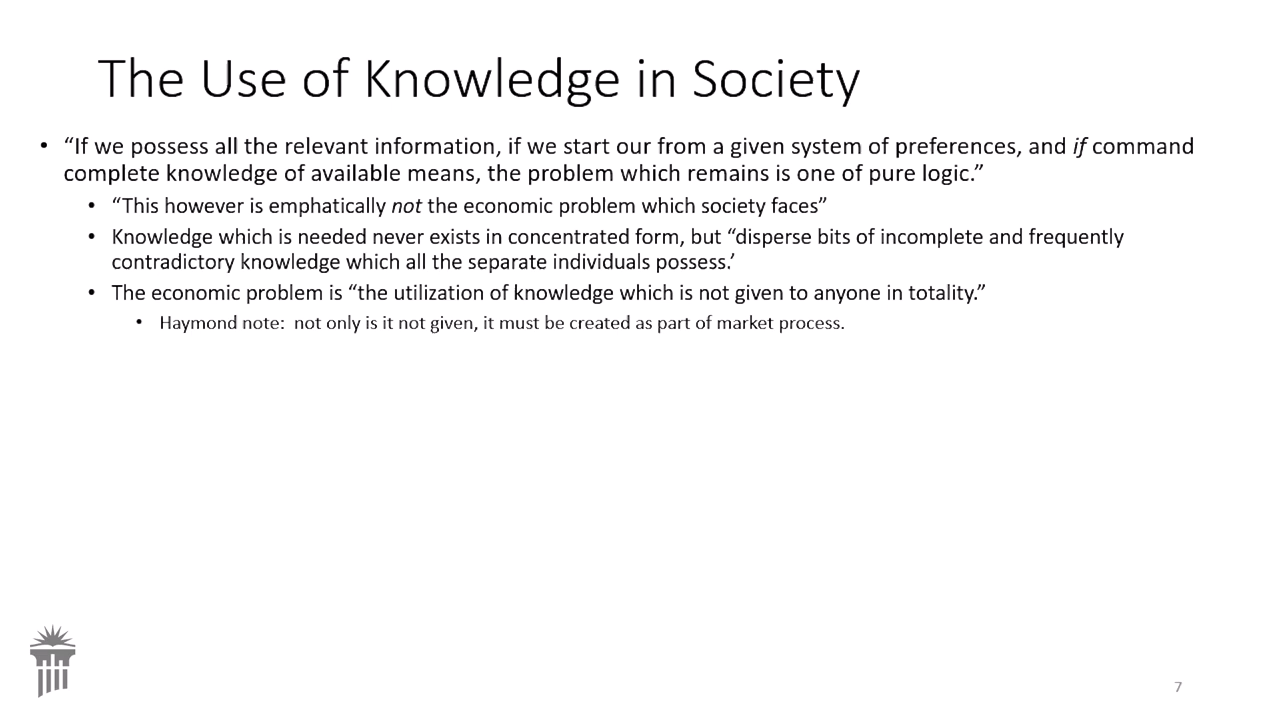 The Use of Knowledge in Society
• “If we possess all the relevant information, if we start our from a given system of preferences, and if command
complete knowledge of available means, the problem which remains is one of pure logic.”
• “This however is emphatically not the economic problem which society faces”
• Knowledge which is needed never exists in concentrated form, but “disperse bits of incomplete and frequently
contradictory knowledge which all the separate individuals possess.’
• The economic problem is “the utilization of knowledge which is not given to anyone in totality.”
• Haymond note:  not only is it not given, it must be created as part of market process.
7